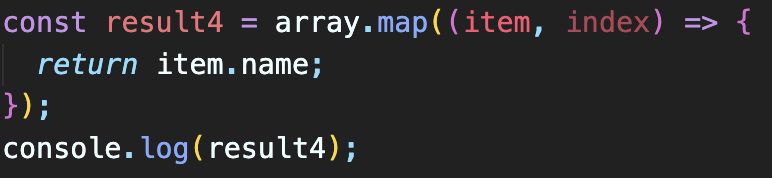 const result4 = array.map((item, index) => {
  return item.name;
});
console.log(result4);